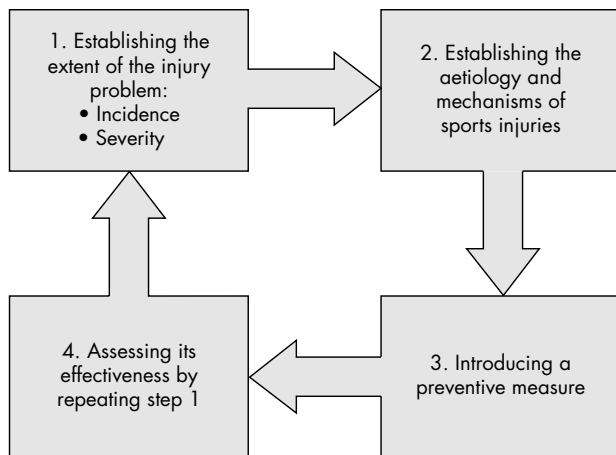 1. Establishing the
extent of the injury
problem:
• Incidence
• Severity
2. Establishing the
aetiology and
mechanisms of
sports injuries
3. Introducing a
preventive measure
4. Assessing its
effectiveness by
repeating step 1